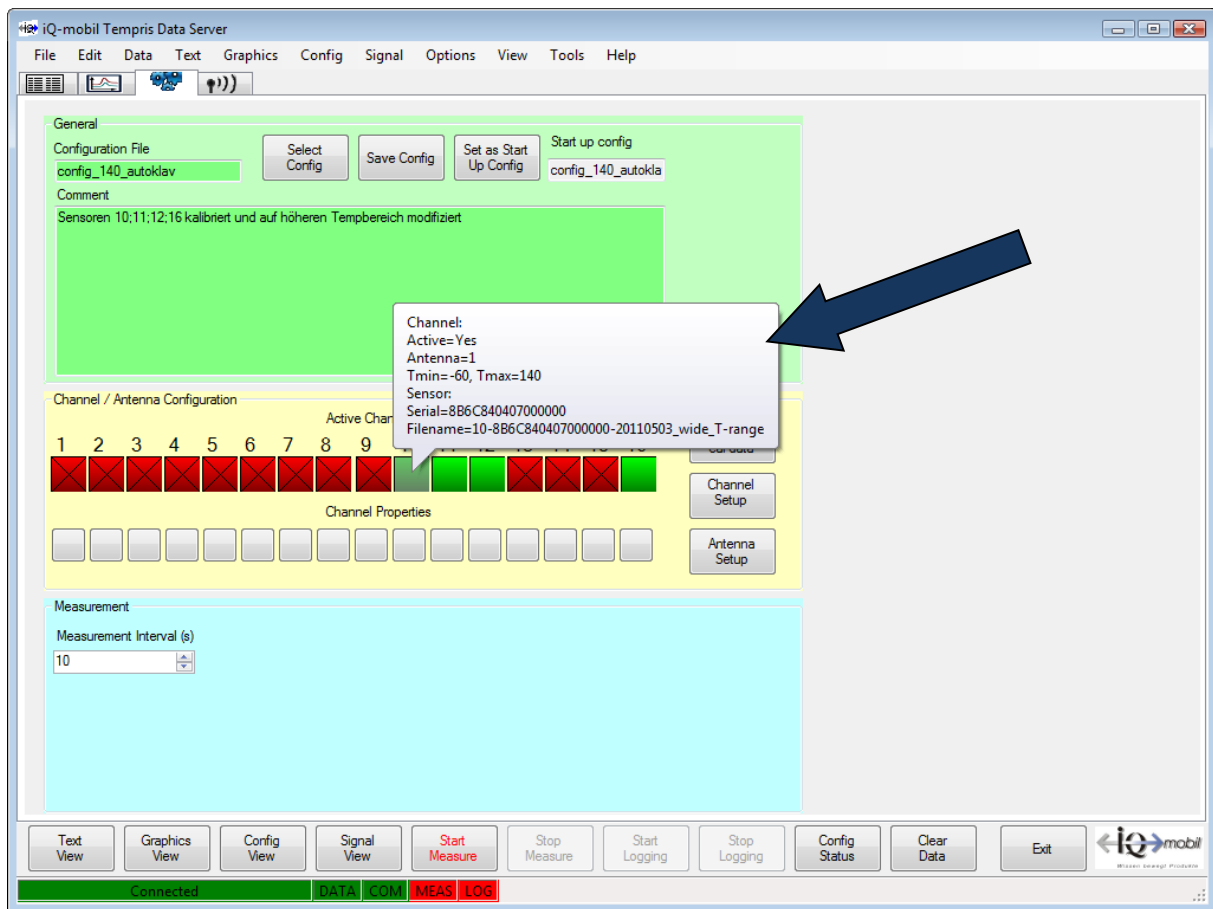 iQ-mobil Tempris Data Server
File Edit Data Text Graphics Config Signal Options View Tools Help
General
Configuration File
config_140_autoklav
Select Config
Save Config
Set as Start Up Config
Start up config
config_140_autokla
Comment
Sensoren 10;11;12;16 kalibriert und auf höheren Tempbereich modifiziert
Channel:
Active=Yes
Antenna=1
Tmin=-60, Tmax=140
Sensor:
Serial=8B6C840407000000
Filename=10-8B6C840407000000-20110503_wide_T-range
Channel / Antenna Configuration
Active Chan
1 2 3 4 5 6 7 8 9
Channel Setup
Channel Properties
Antenna Setup
Measurement
Measurement Interval (s)
10
Text View
Graphics View
Config View
Signal View
Start Measure
Stop Measure
Start Logging
Stop Logging
Config Status
Clear Data
Exit
iQ mobil
Wissen bewegt Produkte
Connected DATA COM MEAS LOG